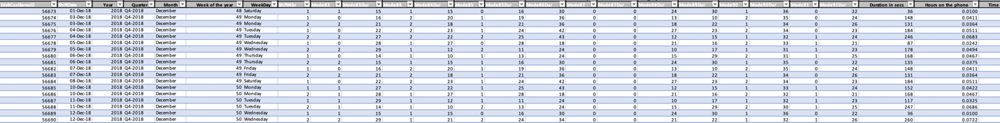 Year Quarter Month Week of the year WeekDay Duration in secs Hours on the phone Time
56673 01-Dec-18 2018 Q4-2018 December 48 Saturday 1 1 15 1 15 0 16 30 0 0 24 30 1 36 0 22 36 0.0100
56674 03-Dec-18 2018 Q4-2018 December 49 Monday 1 0 16 2 20 1 19 36 0 0 13 10 2 35 0 24 148 0.0411
56675 03-Dec-18 2018 Q4-2018 December 49 Monday 2 2 21 2 18 1 21 36 0 0 18 22 1 34 0 26 131 0.0364
56676 04-Dec-18 2018 Q4-2018 December 49 Tuesday 1 0 22 2 23 1 24 42 0 0 27 23 2 34 0 23 184 0.0511
56677 04-Dec-18 2018 Q4-2018 December 49 Tuesday 2 2 27 2 22 2 25 43 0 0 12 15 1 32 1 24 246 0.0683
56678 05-Dec-18 2018 Q4-2018 December 49 Wednesday 1 0 28 1 27 0 28 18 0 0 21 16 2 33 1 21 87 0.0242
56679 05-Dec-18 2018 Q4-2018 December 49 Wednesday 2 2 29 1 12 2 11 24 0 0 10 17 1 31 1 23 178 0.0494
56680 06-Dec-18 2018 Q4-2018 December 49 Thursday 1 0 14 1 10 1 13 24 0 0 15 29 2 31 1 25 168 0.0467
56681 06-Dec-18 2018 Q4-2018 December 49 Thursday 2 2 15 1 15 1 16 30 0 0 24 30 1 32 0 22 135 0.0375
56682 07-Dec-18 2018 Q4-2018 December 49 Friday 1 0 16 2 20 1 19 36 0 0 13 10 2 35 0 24 148 0.0411
56683 07-Dec-18 2018 Q4-2018 December 49 Friday 2 2 21 2 18 1 21 36 0 0 18 22 1 34 0 26 131 0.0364
56684 08-Dec-18 2018 Q4-2018 December 49 Saturday 1 0 22 2 23 1 24 42 0 0 27 23 2 34 0 23 184 0.0511
56685 10-Dec-18 2018 Q4-2018 December 50 Monday 1 1 27 2 22 1 25 43 0 0 12 15 1 33 1 24 152 0.0422
56686 10-Dec-18 2018 Q4-2018 December 50 Monday 2 1 28 1 27 1 28 18 0 0 21 16 2 32 1 21 168 0.0467
56687 11-Dec-18 2018 Q4-2018 December 50 Tuesday 1 1 29 1 12 1 11 24 0 0 10 17 1 32 1 23 117 0.0325
56688 11-Dec-18 2018 Q4-2018 December 50 Tuesday 2 1 14 1 10 2 13 24 0 0 15 29 2 30 1 25 247 0.0686
56689 12-Dec-18 2018 Q4-2018 December 50 Wednesday 1 1 15 1 15 0 16 30 0 0 24 30 1 36 0 22 36 0.0100
56690 12-Dec-18 2018 Q4-2018 December 50 Wednesday 2 2 29 1 21 2 24 34 0 0 21 22 1 32 1 26 260 0.0722